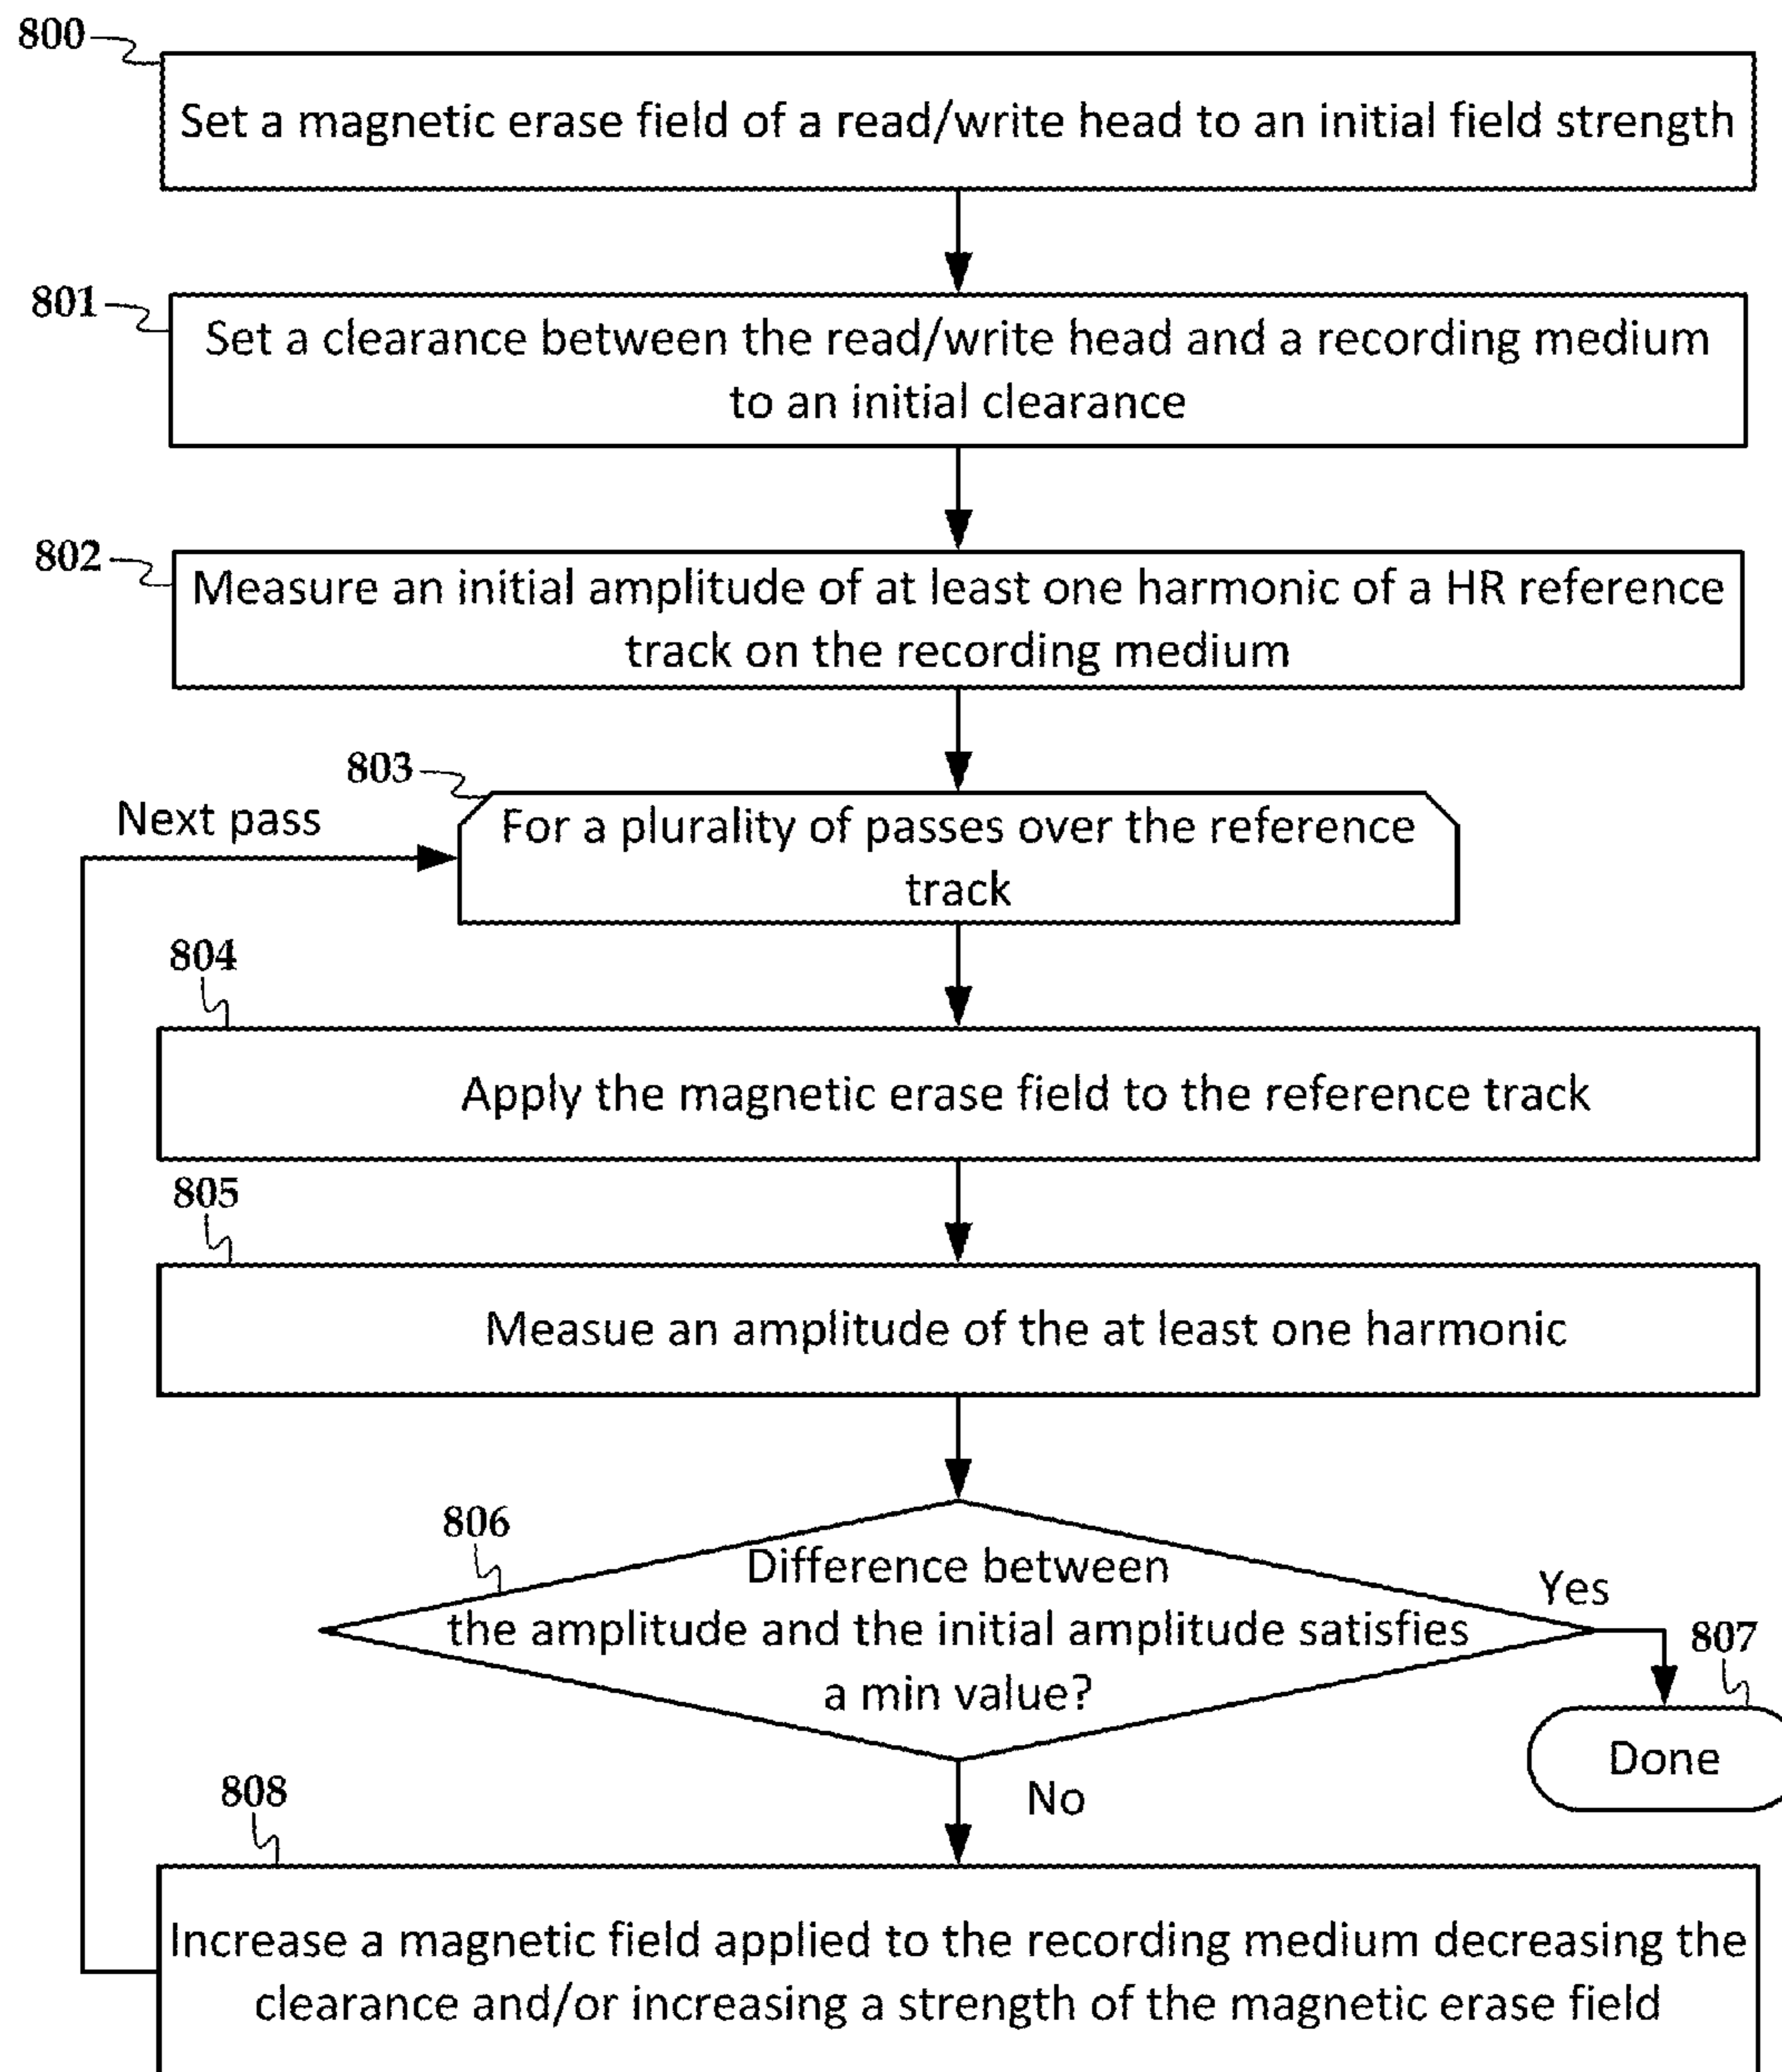 800
Set a magnetic erase field of a read/write head to an initial field strength
801
Set a clearance between the read/write head and a recording medium
to an initial clearance
802
Measure an initial amplitude of at least one harmonic of a HR reference
track on the recording medium
803
Next pass
For a plurality of passes over the reference
track
804
Apply the magnetic erase field to the reference track
805
Measue an amplitude of the at least one harmonic
806
Difference between
the amplitude and the initial amplitude satisfies
a min value?
Yes
807
Done
No
808
Increase a magnetic field applied to the recording medium decreasing the
clearance and/or increasing a strength of the magnetic erase field